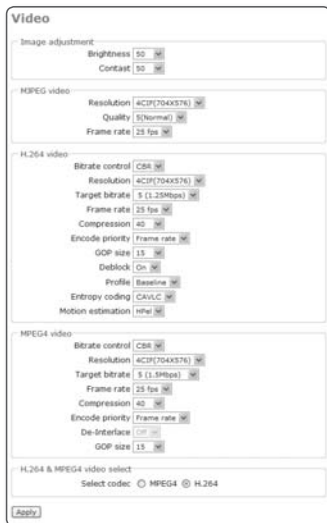 Video
Image adjustment
Brightness 50
Contast 50
MJPEG video
Resolution 4CIF(704X576)
Quality 5(Normal)
Frame rate 25 fps
H.264 video
Bitrate control CBR
Resolution 4CIF(704X576)
Target bitrate 5 (1.25Mbps)
Frame rate 25 fps
Compression 40
Encode priority Frame rate
GOP size 15
Deblock On
Profile Baseline
Entropy coding CAVLC
Motion estimation HPel
MPEG4 video
Bitrate control CBR
Resolution 4CIF(704X576)
Target bitrate 5 (1.5Mbps)
Frame rate 25 fps
Compression 40
Encode priority Frame rate
De-Interlace Off
GOP size 15
H.264 & MPEG4 video select
Select codec MPEG4 H.264
Apply